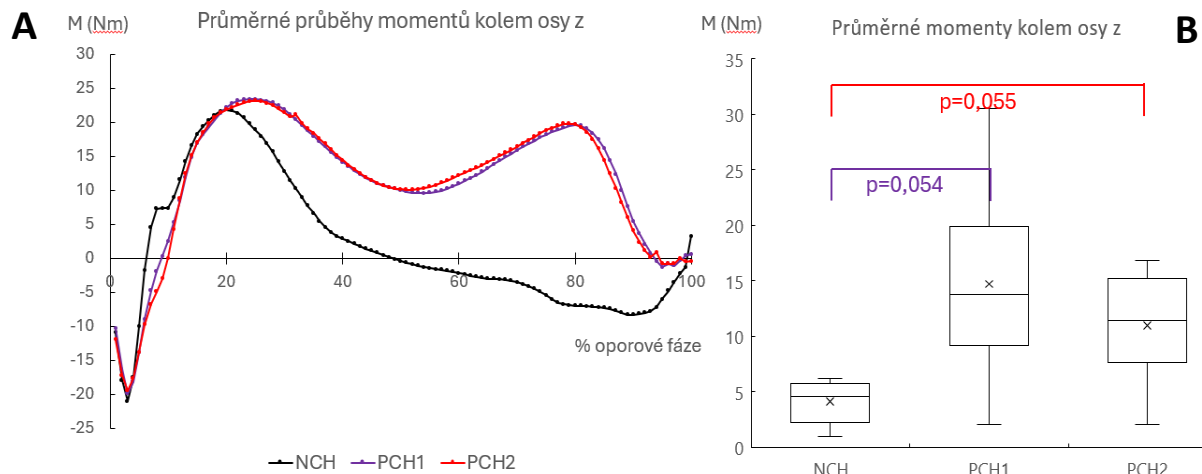 A
M (Nm)
Průměrné průběhy momentů kolem osy z
30
25
20
15
10
5
0
-5
-10
-15
-20
-25
0
20
40
60
80
100
% oporové fáze
NCH
PCH1
PCH2
M (Nm)
Průměrné momenty kolem osy z
B
35
30
25
20
15
10
5
0
p=0,055
p=0,054
NCH
PCH1
PCH2